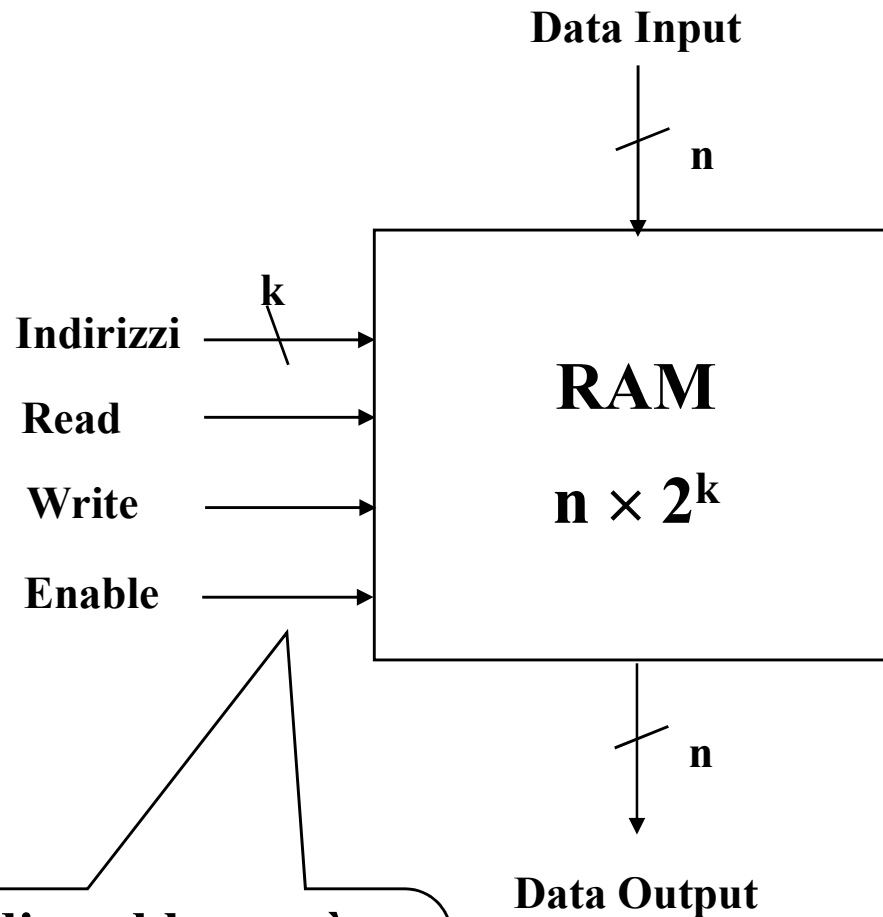 Data Input
n
k
Indirizzi
RAM
Read
n × 2^k
Write
Enable
n
Data Output